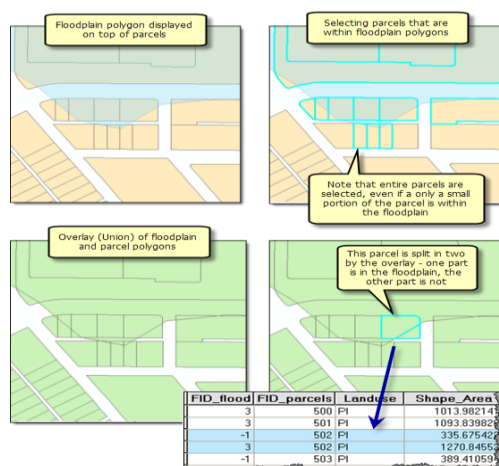 Floodplain polygon displayed
on top of parcels
Selecting parcels that are
within floodplain polygons
Note that entire parcels are
selected, even if a only a small
portion of the parcel is within
the floodplain
Overlay (Union) of floodplain
and parcel polygons
This parcel is split in two
by the overlay - one part
is in the floodplain, the
other part is not
FID_flood FID_parcels Landuse Shape_Area
3 500 PI 1013.98214
3 501 PI 1093.83982
-1 502 PI 335.67542
3 502 PI 1270.8455
-1 503 PI 389.41059